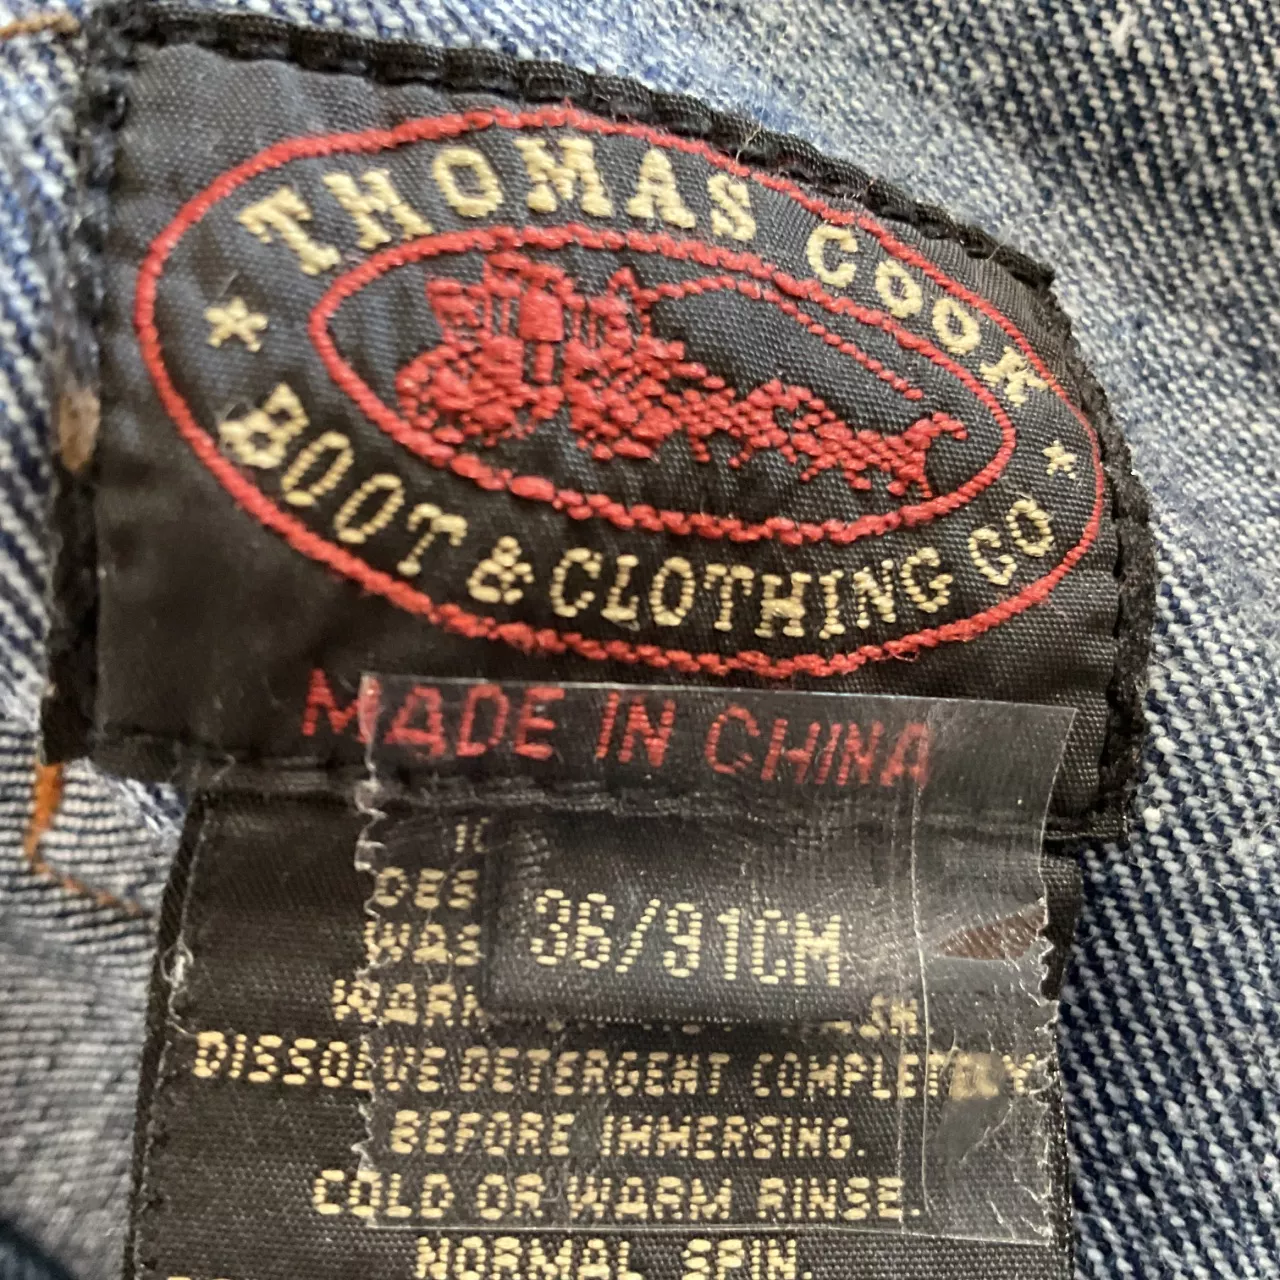 THOMAS COOK
BOOT & CLOTHING CO
MADE IN CHINA
36/91CM
DISSOLVE DETERGENT COMPLETELY
BEFORE IMMERSING.
COLD OR WARM RINSE.
NORMAL SPIN.